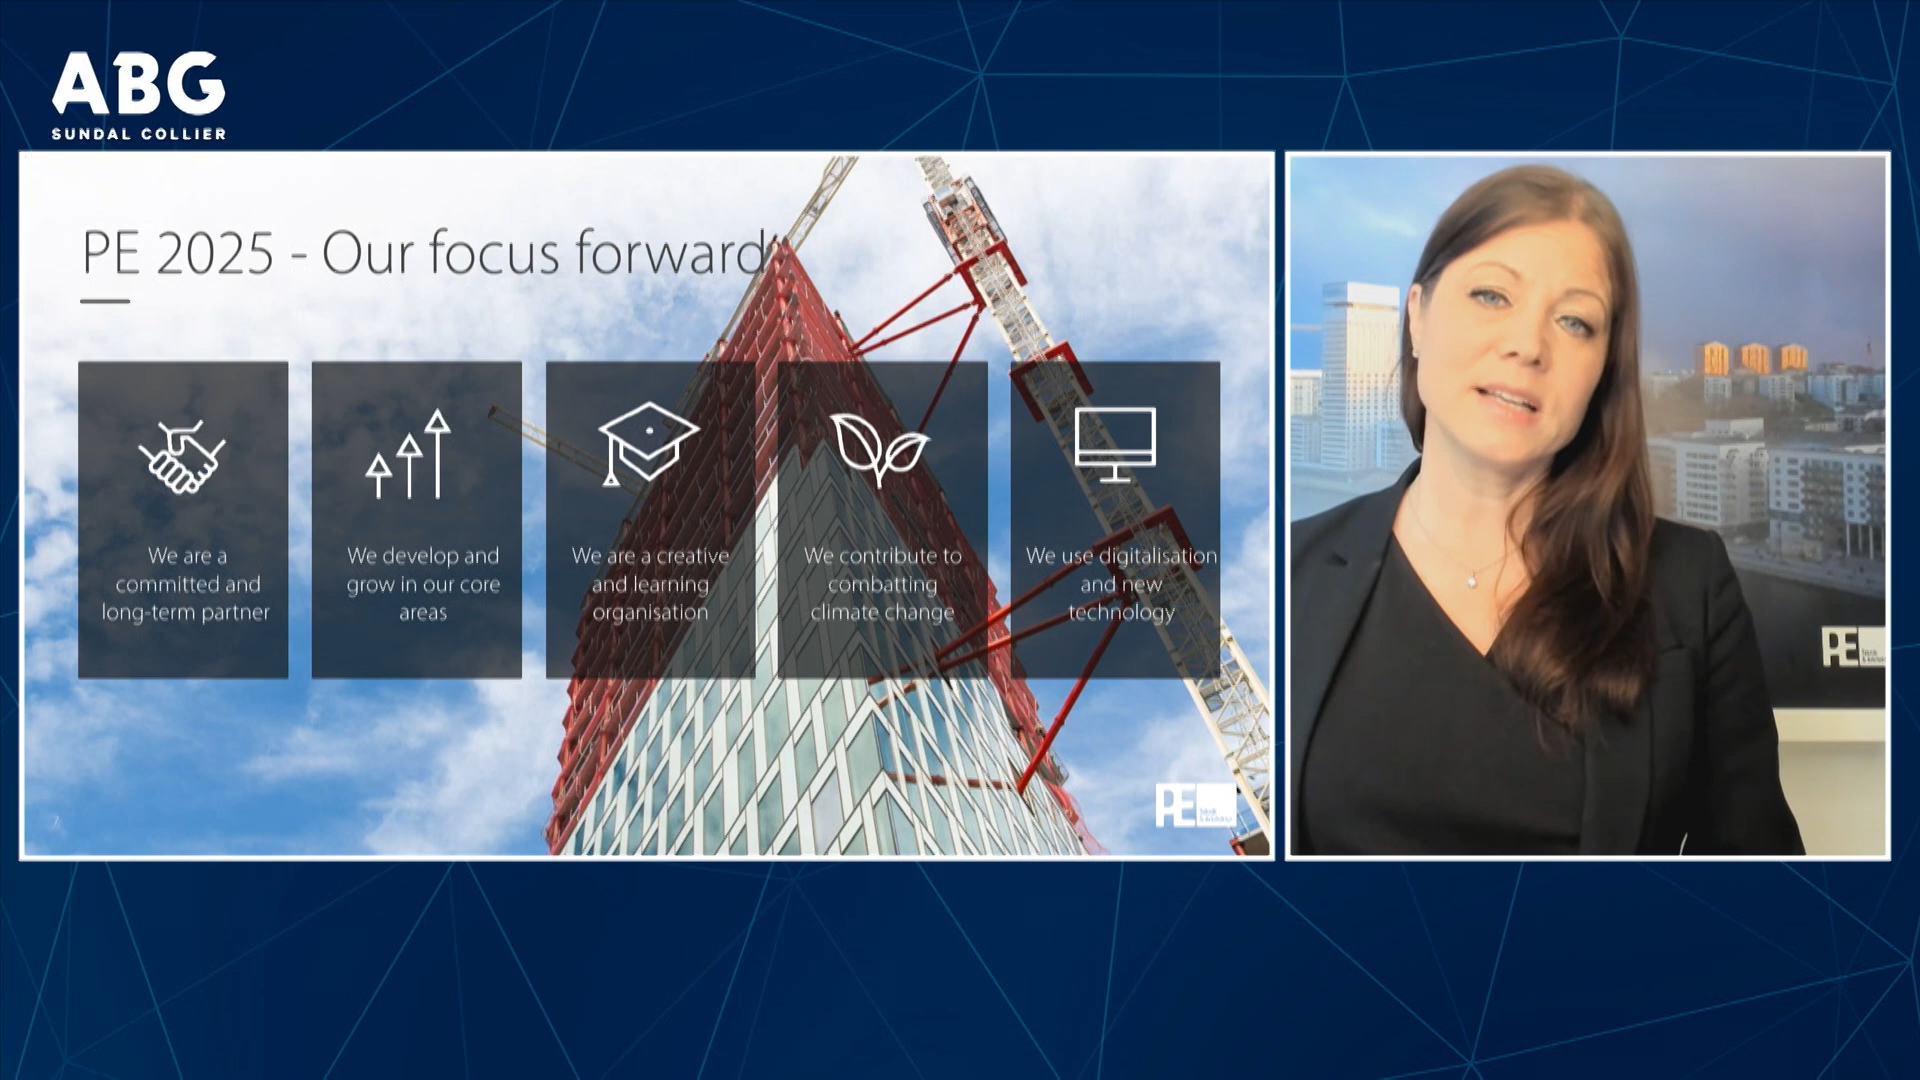 ABG
SUNDAL COLLIER
PE 2025 - Our focus forward
We are a
committed and
long-term partner
We develop and
grow in our core
areas
We are a creative
and learning
organisation
We contribute to
combatting
climate change
We use digitalisation
and new
technology
7
PE
PE